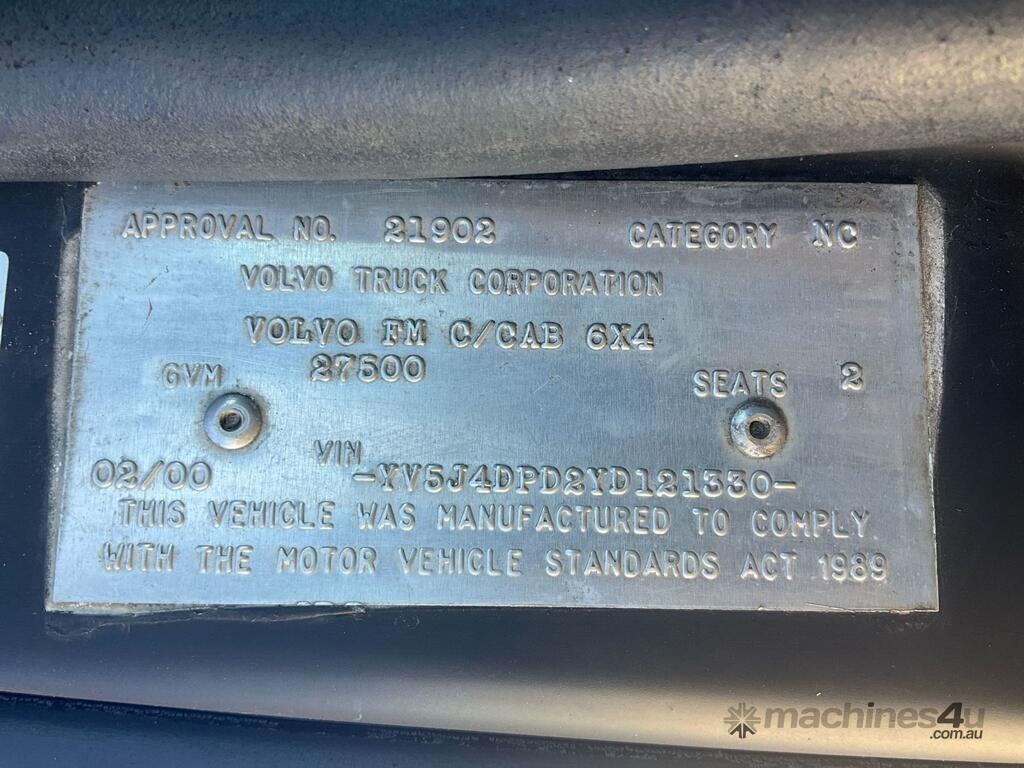 APPROVAL NO. 21902 CATEGORY NC
VOLVO TRUCK CORPORATION
VOLVO FM C/CAB 6X4
GVM 27500 SEATS 2
02/00 VIN -YV5J4DPD2YD121330-
THIS VEHICLE WAS MANUFACTURED TO COMPLY
WITH THE MOTOR VEHICLE STANDARDS ACT 1989
machines4u
.com.au